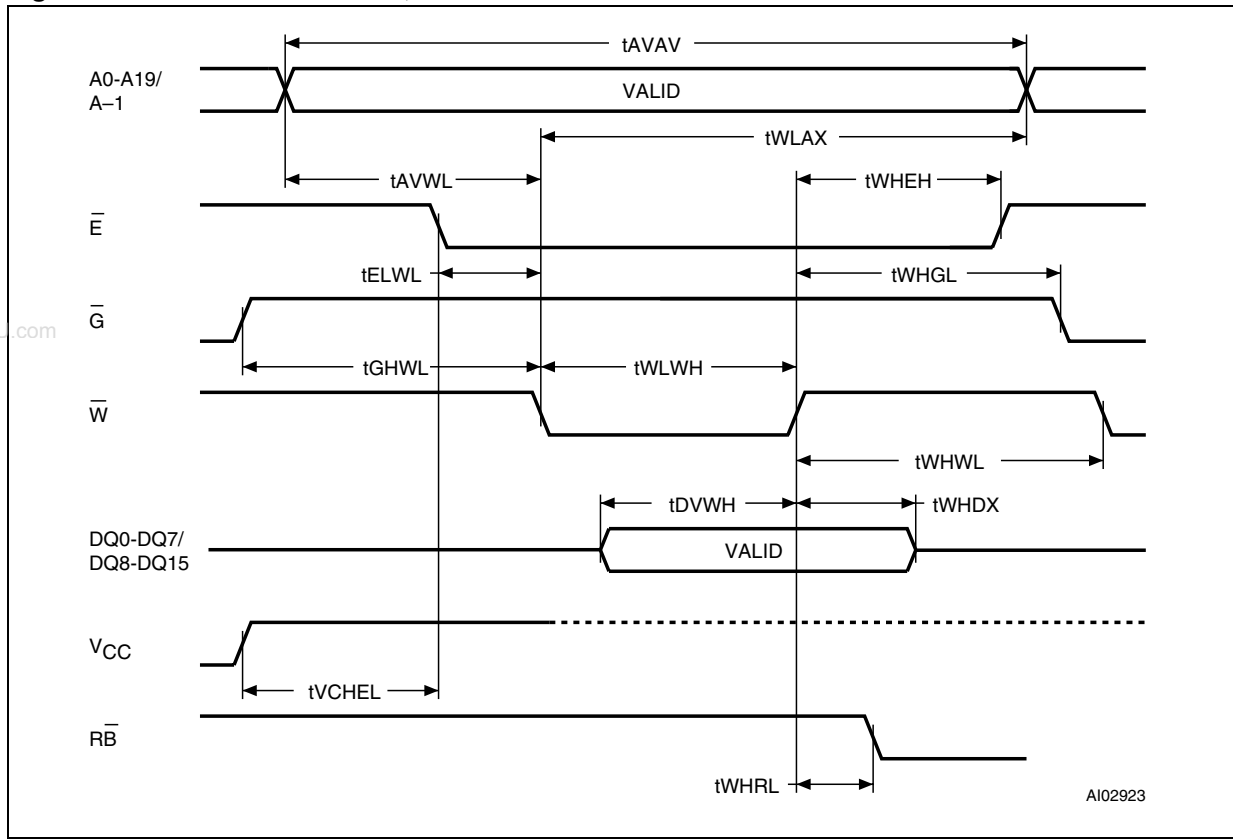 tAVAV
A0-A19/
A–1
VALID
tWLAX
tAVWL
tWHEH
E̅
tELWL
tWHGL
G̅
U.com
tGHWL
tWLWH
W̅
tWHWL
tDVWH
tWHDX
DQ0-DQ7/
DQ8-DQ15
VALID
VCC
tVCHEL
RB̅
tWHRL
AI02923